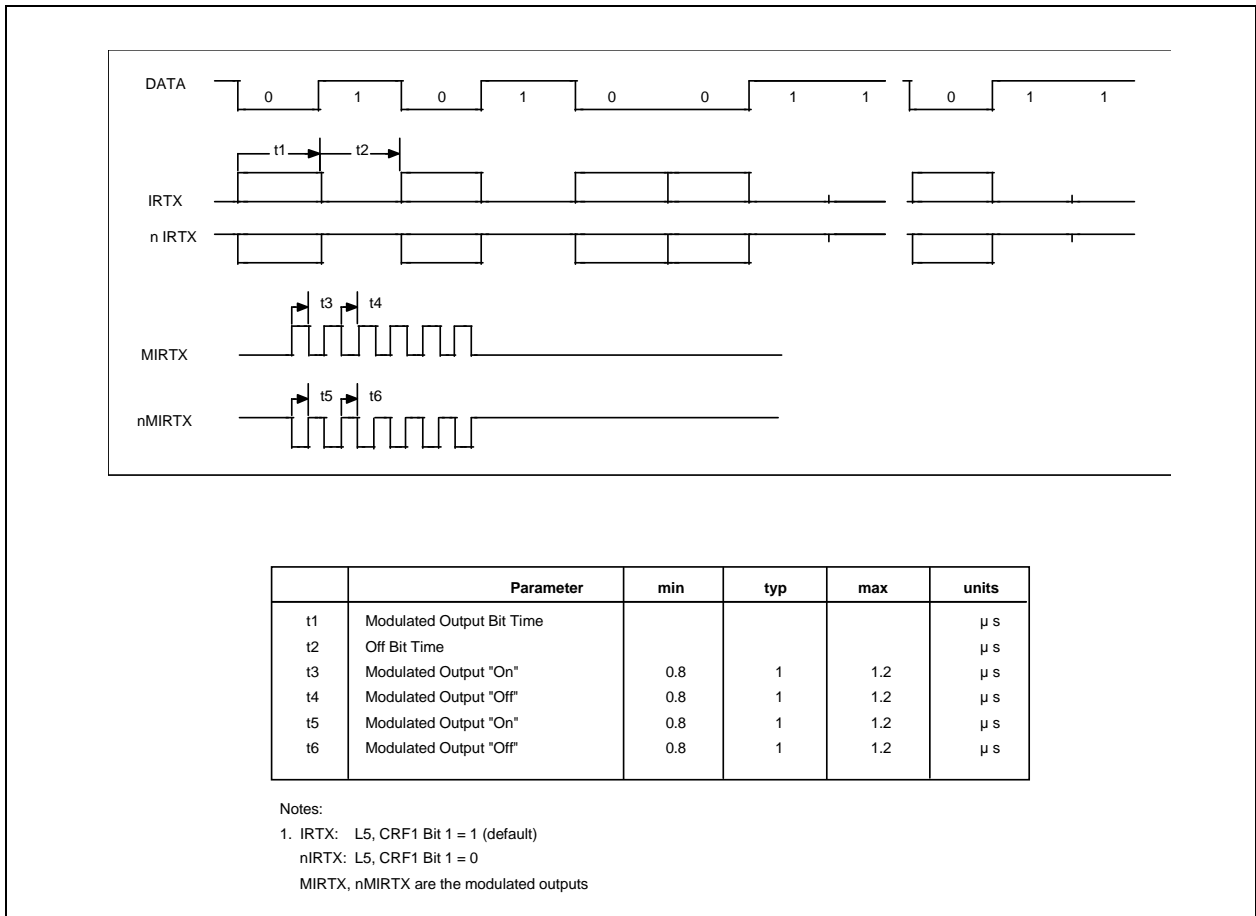 DATA
0 1 0 1 0 0 1 1 0 1 1
t1 t2
IRTX
n IRTX
t3 t4
MIRTX
t5 t6
nMIRTX
Parameter min typ max units
t1 Modulated Output Bit Time µ s
t2 Off Bit Time µ s
t3 Modulated Output "On" 0.8 1 1.2 µ s
t4 Modulated Output "Off" 0.8 1 1.2 µ s
t5 Modulated Output "On" 0.8 1 1.2 µ s
t6 Modulated Output "Off" 0.8 1 1.2 µ s
Notes:
1. IRTX: L5, CRF1 Bit 1 = 1 (default)
nIRTX: L5, CRF1 Bit 1 = 0
MIRTX, nMIRTX are the modulated outputs